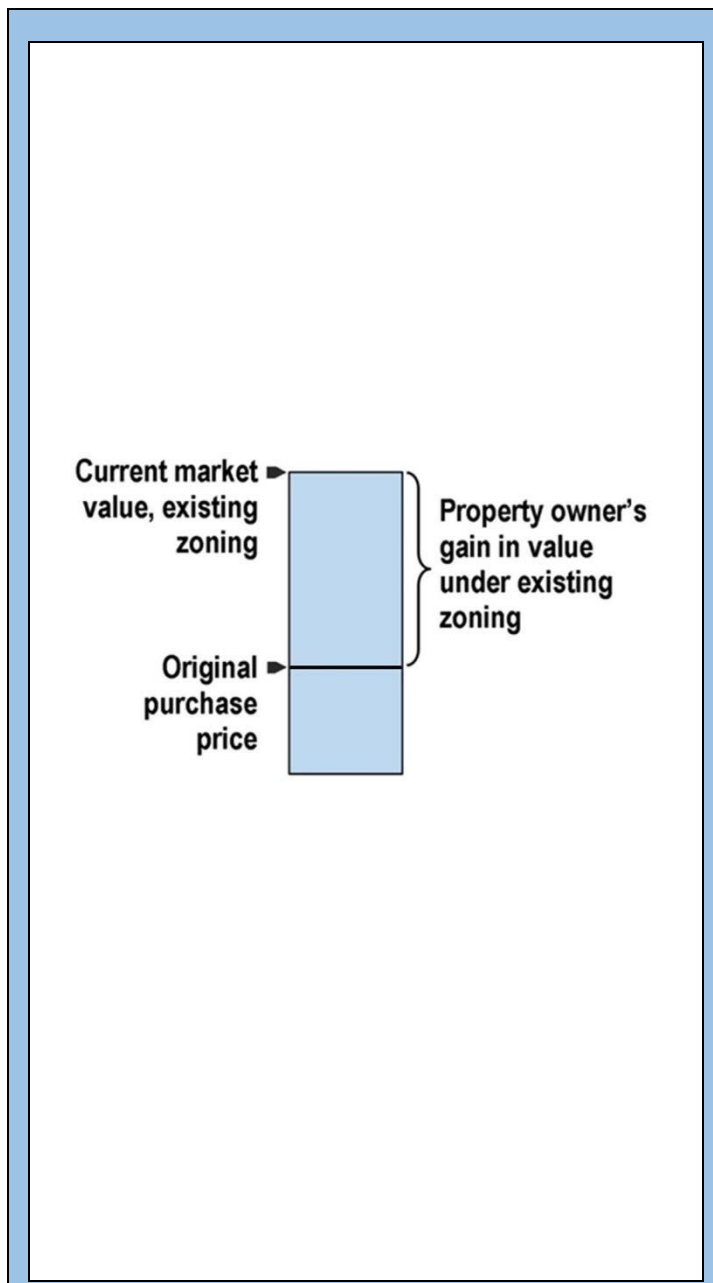 Current market
value, existing
zoning
Property owner’s
gain in value
under existing
zoning
Original
purchase
price